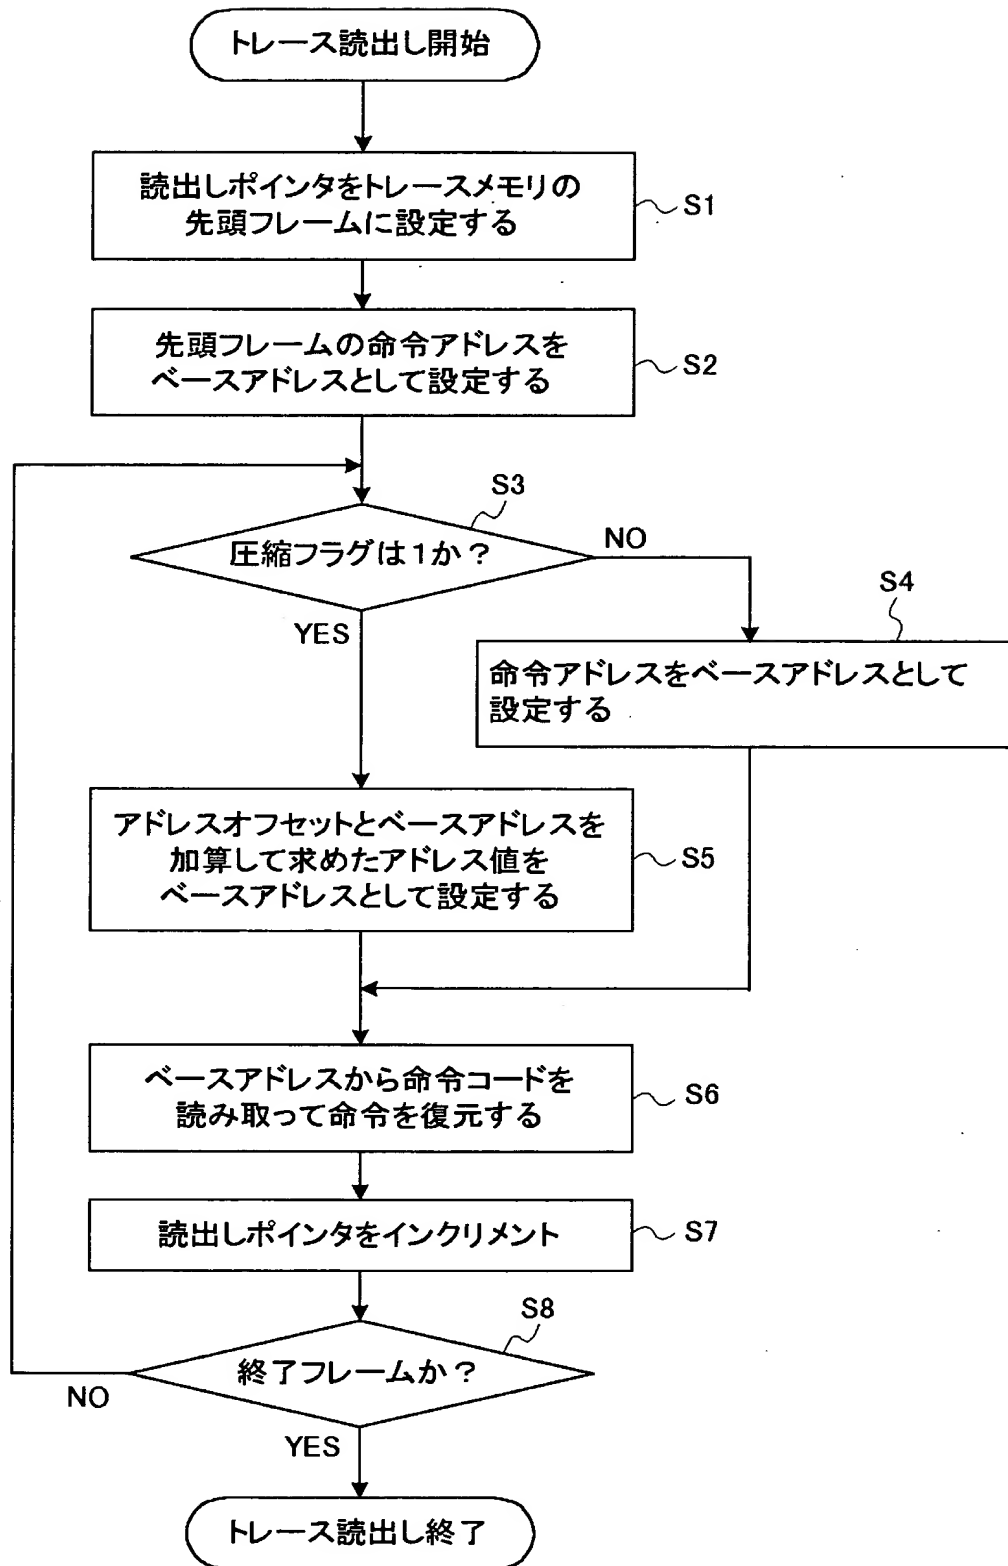 トレース読出し開始
読出しポインタをトレースメモリの
先頭フレームに設定する
S1
先頭フレームの命令アドレスを
ベースアドレスとして設定する
S2
S3
圧縮フラグは１か？
NO
YES
S4
命令アドレスをベースアドレスとして
設定する
アドレスオフセットとベースアドレスを
加算して求めたアドレス値を
ベースアドレスとして設定する
S5
ベースアドレスから命令コードを
読み取って命令を復元する
S6
読出しポインタをインクリメント
S7
S8
終了フレームか？
NO
YES
トレース読出し終了